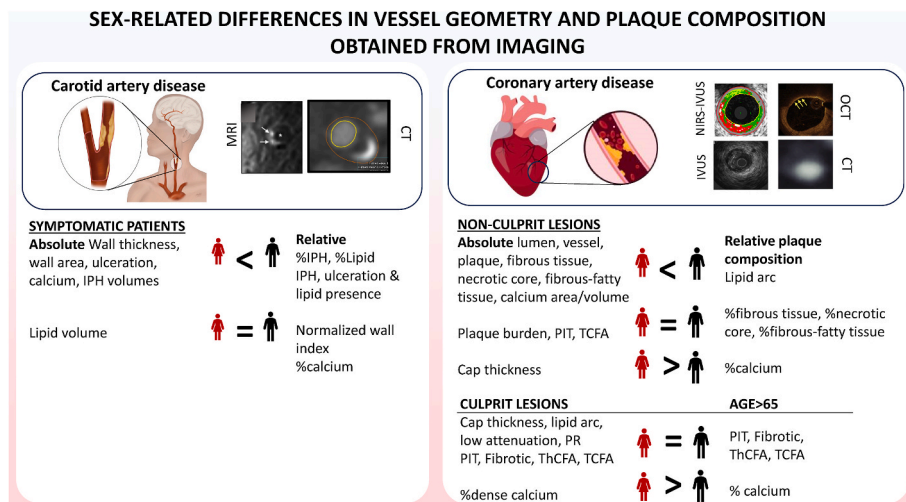 SEX-RELATED DIFFERENCES IN VESSEL GEOMETRY AND PLAQUE COMPOSITION
OBTAINED FROM IMAGING
Carotid artery disease
MRI
CT
SYMPTOMATIC PATIENTS
Absolute Wall thickness,
wall area, ulceration,
calcium, IPH volumes
<
Relative
%IPH, %Lipid
IPH, ulceration &
lipid presence
Lipid volume
=
Normalized wall
index
%calcium
Coronary artery disease
NIRS-IVUS
OCT
IVUS
CT
NON-CULPRIT LESIONS
Absolute lumen, vessel,
plaque, fibrous tissue,
necrotic core, fibrous-fatty
tissue, calcium area/volume
<
Relative plaque
composition
Lipid arc
Plaque burden, PIT, TCFA
=
%fibrous tissue, %necrotic
core, %fibrous-fatty tissue
Cap thickness
>
%calcium
CULPRIT LESIONS
AGE>65
Cap thickness, lipid arc,
low attenuation, PR
PIT, Fibrotic, ThCFA, TCFA
=
PIT, Fibrotic,
ThCFA, TCFA
%dense calcium
>
% calcium